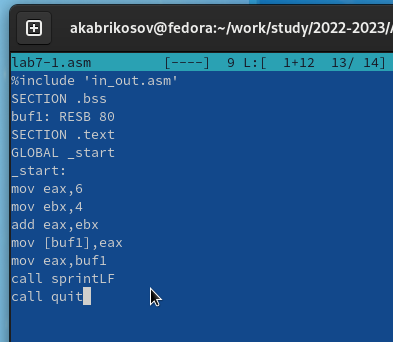 akabrikosov@fedora:~/work/study/2022-2023/
lab7-1.asm [----] 9 L:[ 1+12 13/ 14]
%include 'in_out.asm'
SECTION .bss
buf1: RESB 80
SECTION .text
GLOBAL _start
_start:
mov eax,6
mov ebx,4
add eax,ebx
mov [buf1],eax
mov eax,buf1
call sprintLF
call quit